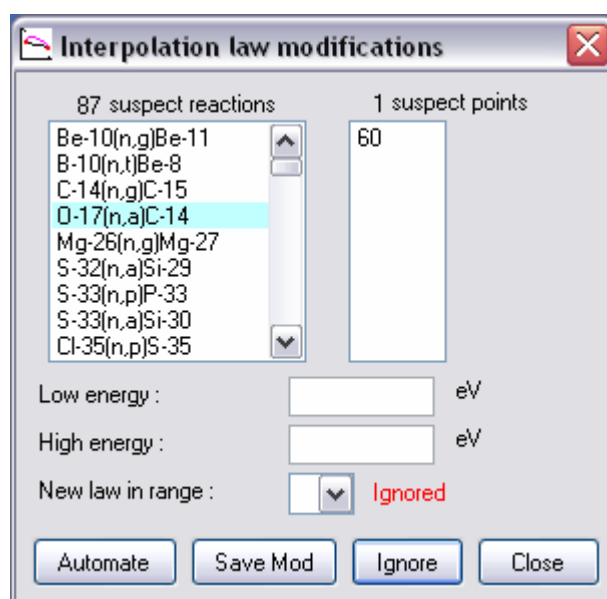 Interpolation law modifications
87 suspect reactions
1 suspect points
Be-10(n,g)Be-11
B-10(n,t)Be-8
C-14(n,g)C-15
O-17(n,a)C-14
Mg-26(n,g)Mg-27
S-32(n,a)Si-29
S-33(n,p)P-33
S-33(n,a)Si-30
Cl-35(n,p)S-35
60
Low energy : eV
High energy : eV
New law in range : Ignored
Automate Save Mod Ignore Close